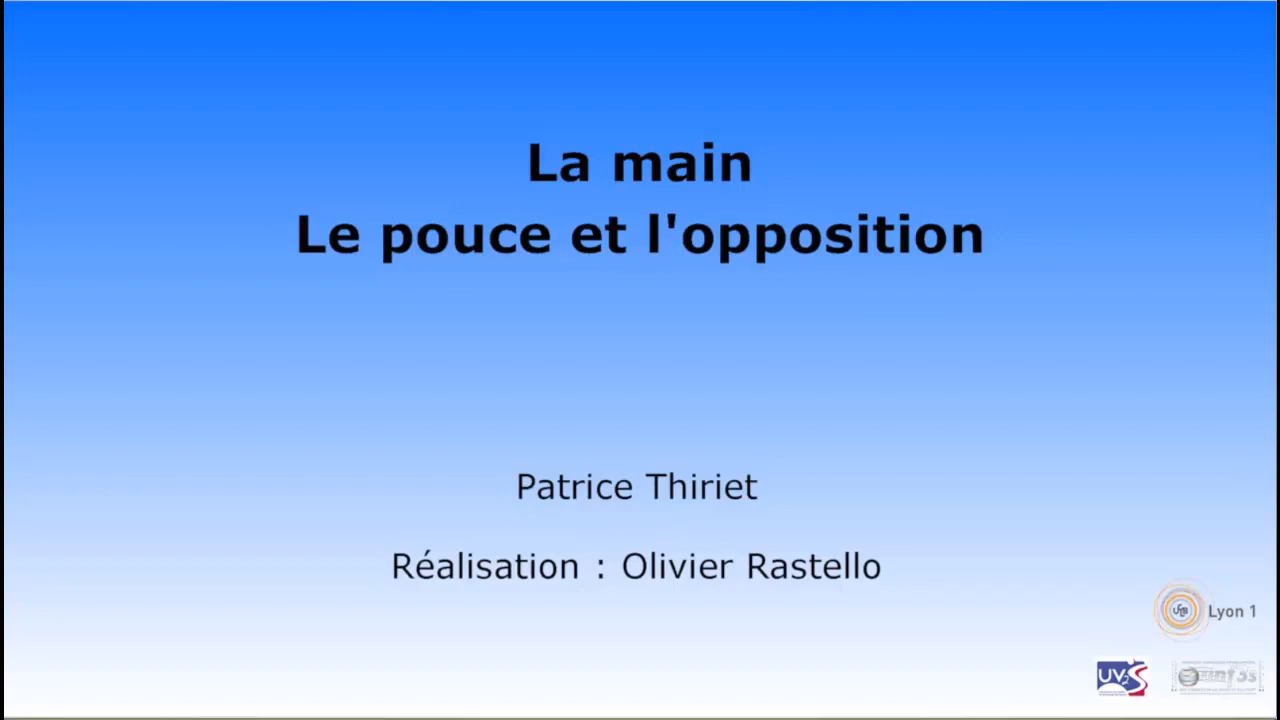 La main
Le pouce et l'opposition
Patrice Thiriet
Réalisation : Olivier Rastello
Lyon 1
UV2S